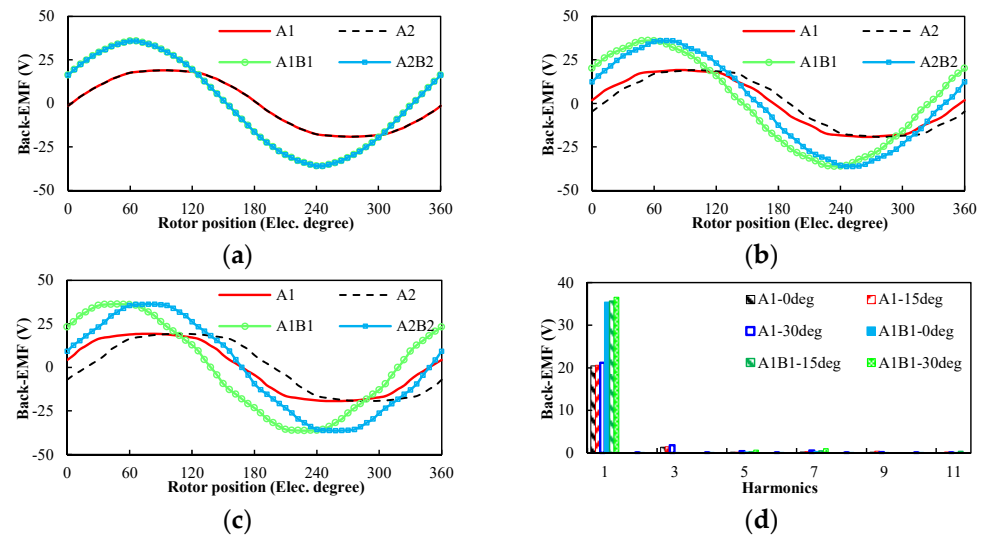 50
25
0
-25
-50
Back-EMF (V)
A1 A2
A1B1 A2B2
0 60 120 180 240 300 360
Rotor position (Elec. degree)
(a)
50
25
0
-25
-50
Back-EMF (V)
A1 A2
A1B1 A2B2
0 60 120 180 240 300 360
Rotor position (Elec. degree)
(b)
50
25
0
-25
-50
Back-EMF (V)
A1 A2
A1B1 A2B2
0 60 120 180 240 300 360
Rotor position (Elec. degree)
(c)
40
30
20
10
0
Back-EMF (V)
A1-0deg A1-15deg
A1-30deg A1B1-0deg
A1B1-15deg A1B1-30deg
1 3 5 7 9 11
Harmonics
(d)